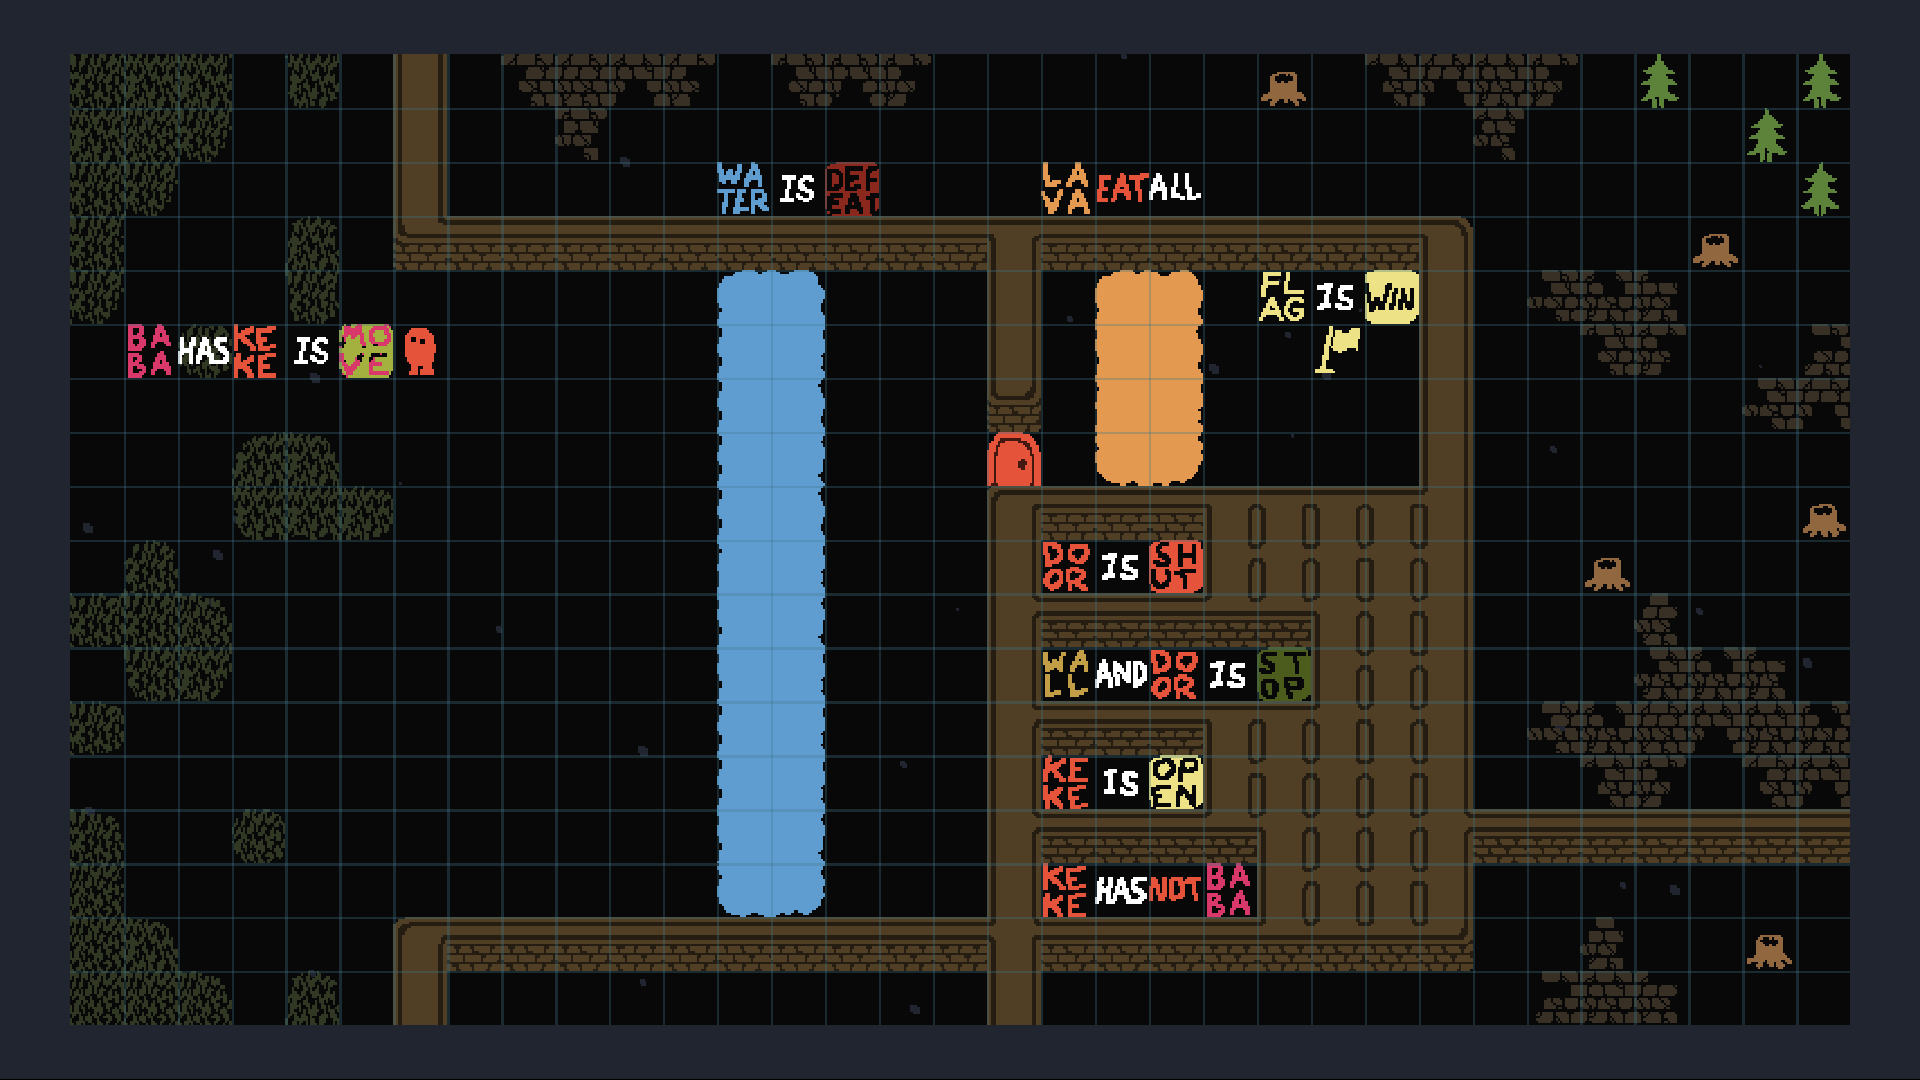 WATER IS DEFEAT
LAVA EAT ALL
FLAG IS WIN
BABA HAS KEKE IS MOVE
DOOR IS SHUT
WALL AND DOOR IS STOP
KEKE IS OPEN
KEKE HAS NOT BABA